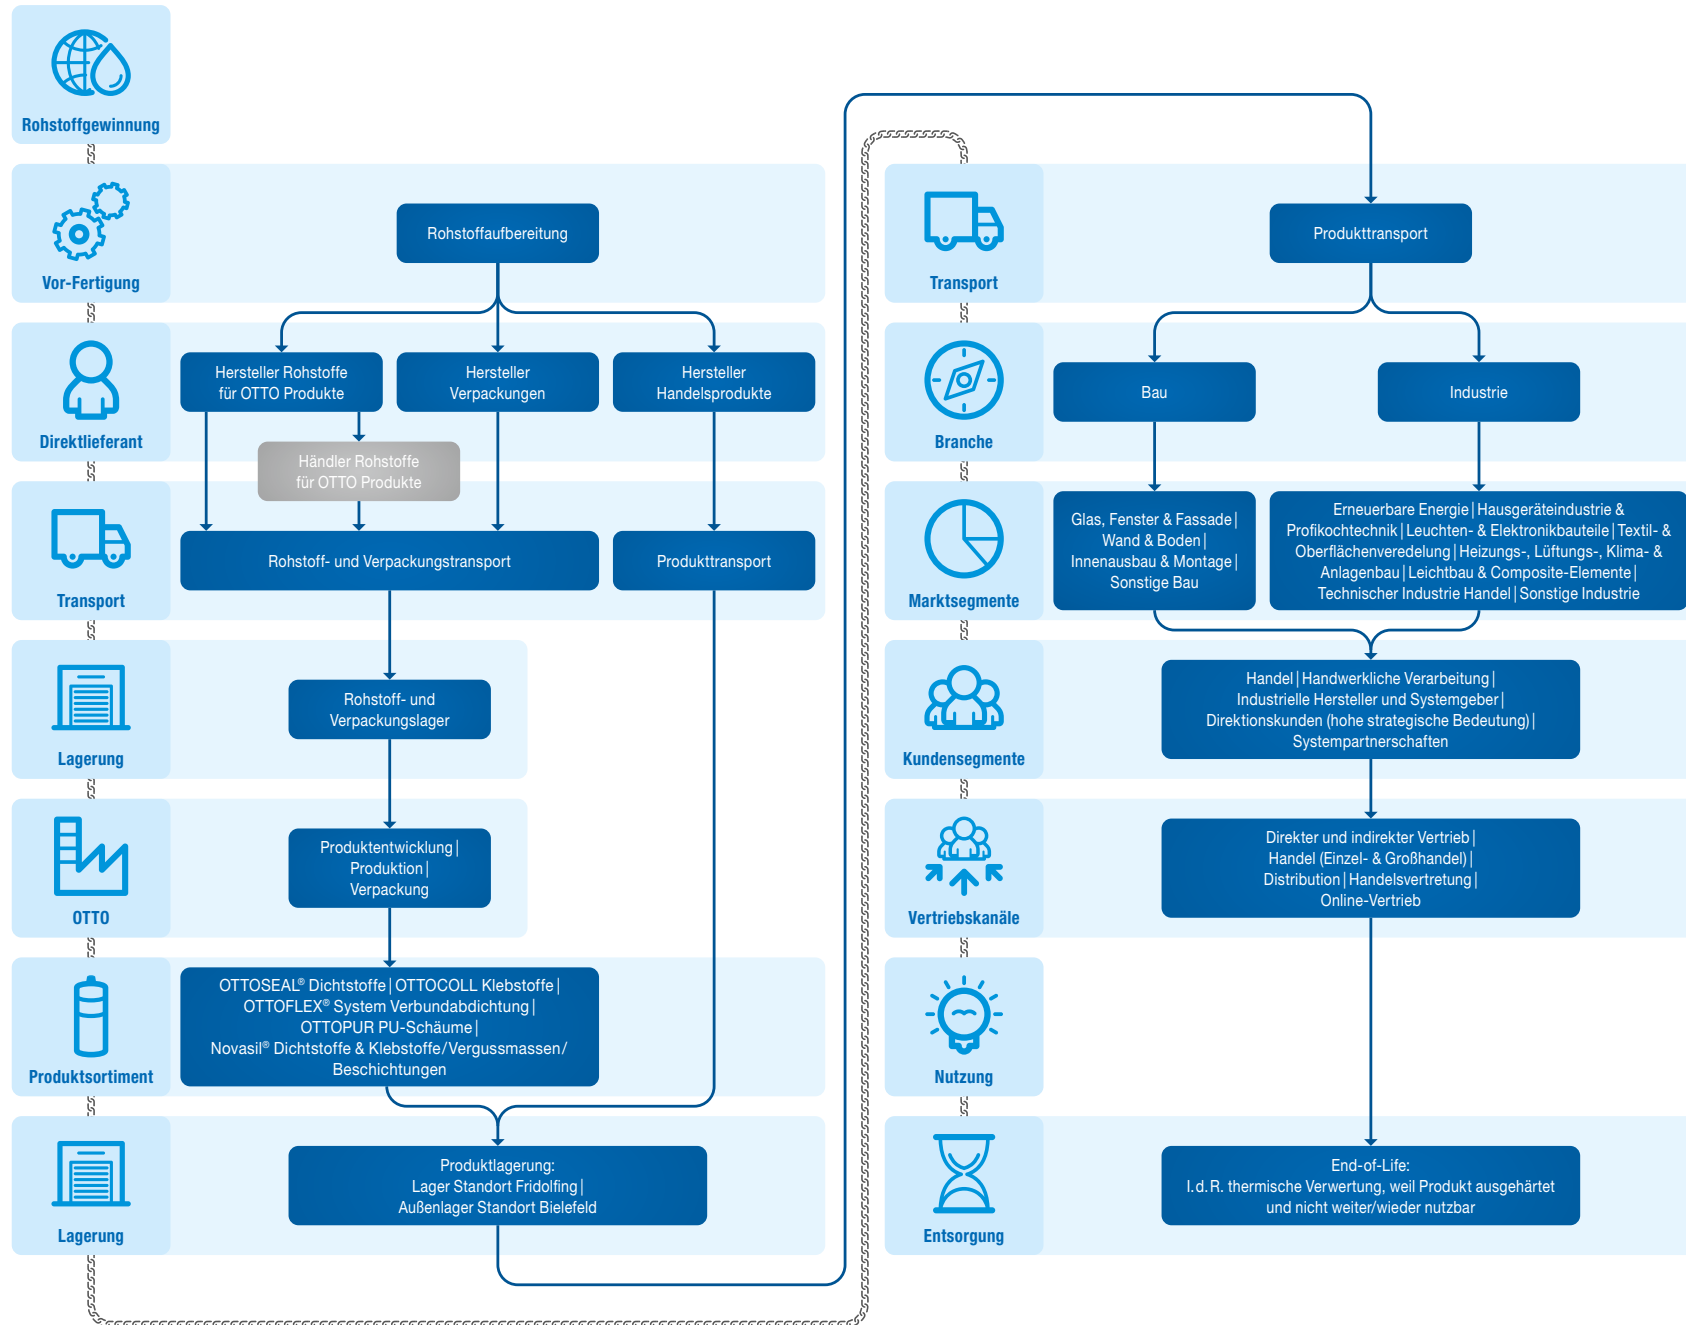 Rohstoffgewinnung
Vor-Fertigung
Rohstoffaufbereitung
Direktlieferant
Hersteller Rohstoffe
für OTTO Produkte
Hersteller
Verpackungen
Hersteller
Handelsprodukte
Händler Rohstoffe
für OTTO Produkte
Transport
Rohstoff- und Verpackungstransport
Produkttransport
Lagerung
Rohstoff- und
Verpackungslager
OTTO
Produktentwicklung|
Produktion|
Verpackung
Produktsortiment
OTTOSEAL® Dichtstoffe|OTTOCOLL Klebstoffe|
OTTOFLEX® System Verbundabdichtung|
OTTOPUR PU-Schäume|
Novasil® Dichtstoffe & Klebstoffe/Vergussmassen/
Beschichtungen
Lagerung
Produktlagerung:
Lager Standort Fridolfing|
Außenlager Standort Bielefeld
Transport
Produkttransport
Branche
Bau
Industrie
Marktsegmente
Glas, Fenster & Fassade|
Wand & Boden|
Innenausbau & Montage|
Sonstige Bau
Erneuerbare Energie|Hausgeräteindustrie &
Profikochtechnik|Leuchten- & Elektronikbauteile|Textil- &
Oberflächenveredelung|Heizungs-, Lüftungs-, Klima- &
Anlagenbau|Leichtbau & Composite-Elemente|
Technischer Industrie Handel|Sonstige Industrie
Kundensegmente
Handel|Handwerkliche Verarbeitung|
Industrielle Hersteller und Systemgeber|
Direktionskunden (hohe strategische Bedeutung)|
Systempartnerschaften
Vertriebskanäle
Direkter und indirekter Vertrieb|
Handel (Einzel- & Großhandel)|
Distribution|Handelsvertretung|
Online-Vertrieb
Nutzung
Entsorgung
End-of-Life:
I.d.R. thermische Verwertung, weil Produkt ausgehärtet
und nicht weiter/wieder nutzbar